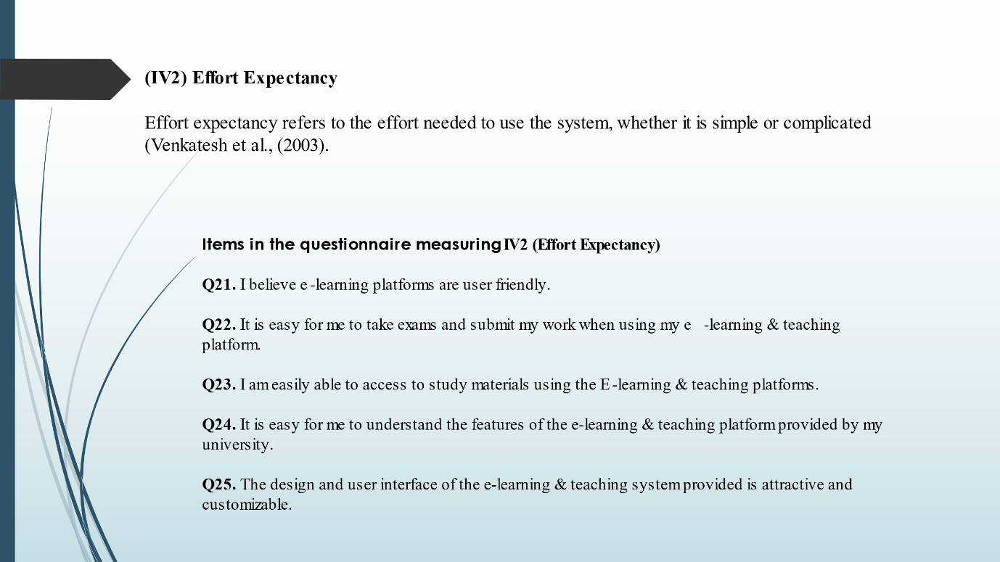 (IV2) Effort Expectancy
Effort expectancy refers to the effort needed to use the system, whether it is simple or complicated
(Venkatesh et al., (2003).
Items in the questionnaire measuring IV2 (Effort Expectancy)
Q21. I believe e-learning platforms are user friendly.
Q22. It is easy for me to take exams and submit my work when using my e -learning & teaching
platform.
Q23. I am easily able to access to study materials using the E-learning & teaching platforms.
Q24. It is easy for me to understand the features of the e-learning & teaching platform provided by my
university.
Q25. The design and user interface of the e-learning & teaching system provided is attractive and
customizable.